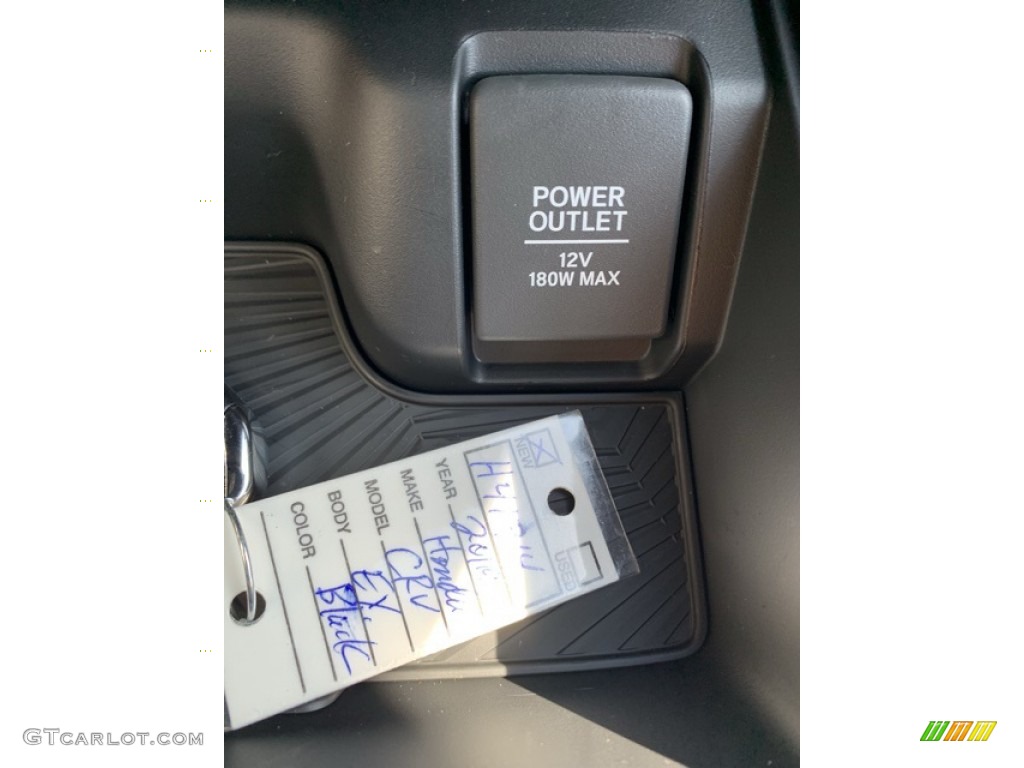 POWER
OUTLET
12V
180W MAX
NEW
USED
YEAR
MAKE Honda
MODEL CRV
BODY EX
COLOR Black
GTCARLOT.COM